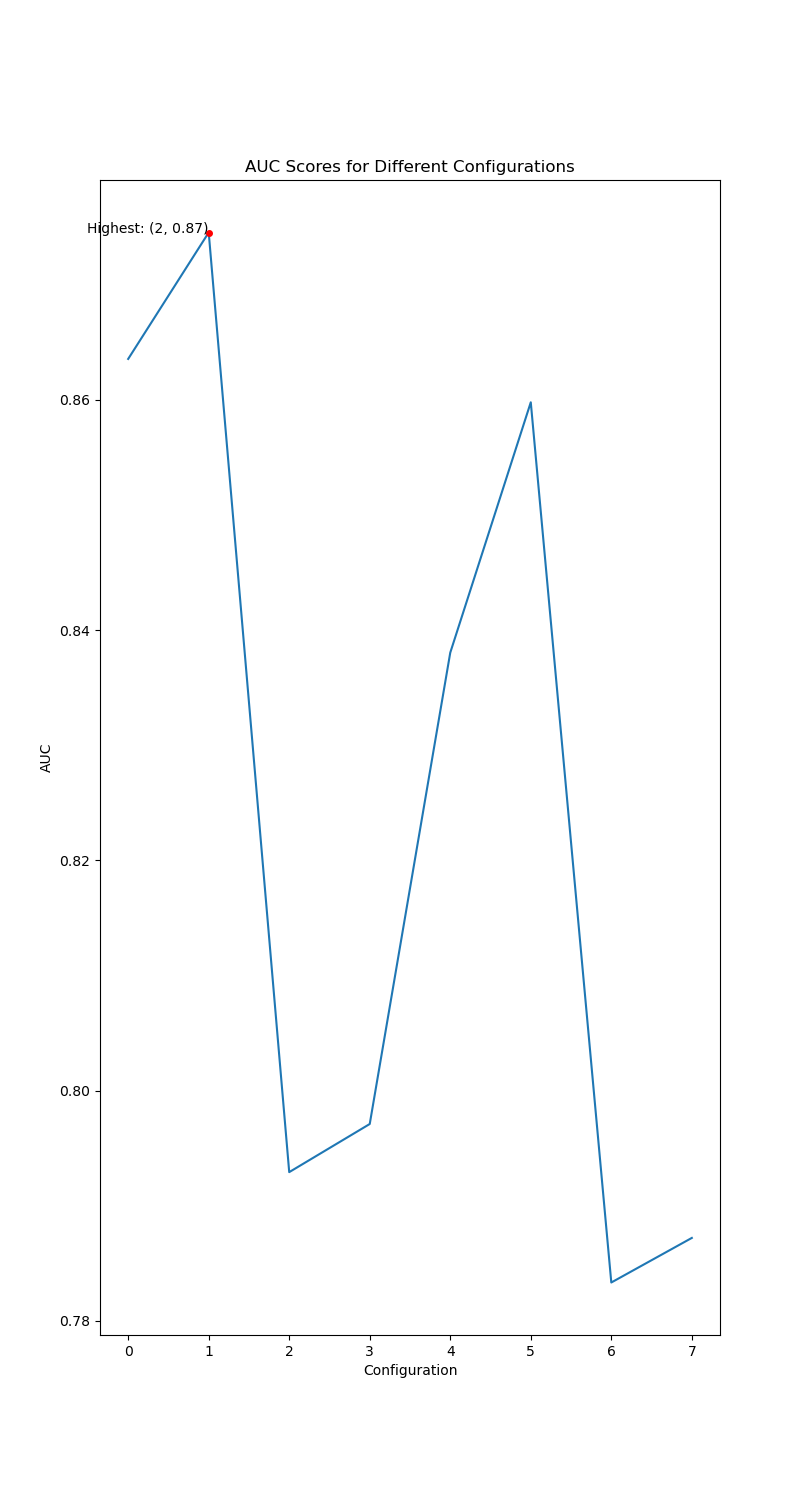 AUC Scores for Different Configurations
Highest: (2, 0.87)
0.86
0.84
AUC
0.82
0.80
0.78
0 1 2 3 4 5 6 7
Configuration